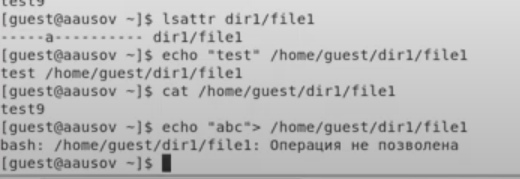 test9
[guest@aausov ~]$ lsattr dir1/file1
-----a---------- dir1/file1
[guest@aausov ~]$ echo "test" /home/guest/dir1/file1
test /home/guest/dir1/file1
[guest@aausov ~]$ cat /home/guest/dir1/file1
test9
[guest@aausov ~]$ echo "abc"> /home/guest/dir1/file1
bash: /home/guest/dir1/file1: Операция не позволена
[guest@aausov ~]$